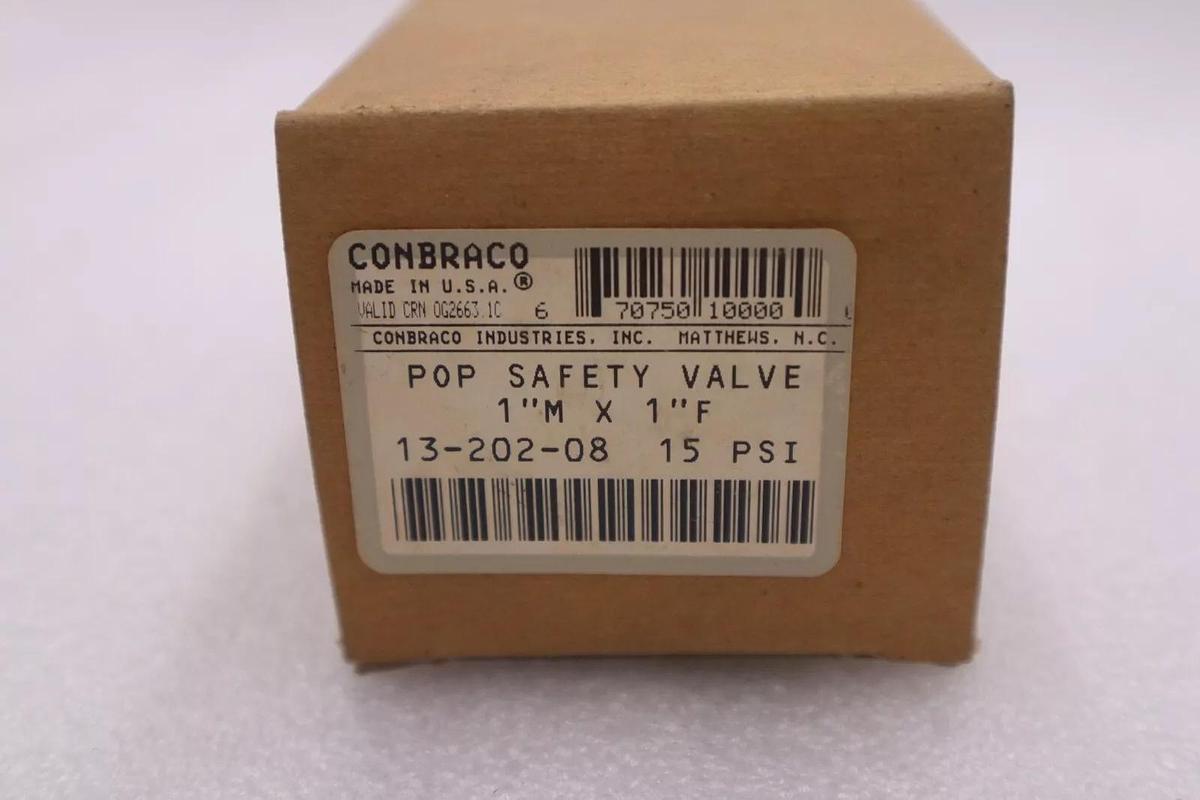 CONBRACO
MADE IN U.S.A.®
VALID CRN 0G2663.1C
6 70750 10000
CONBRACO INDUSTRIES, INC. MATTHEWS, N.C.
POP SAFETY VALVE
1"M X 1"F
13-202-08 15 PSI